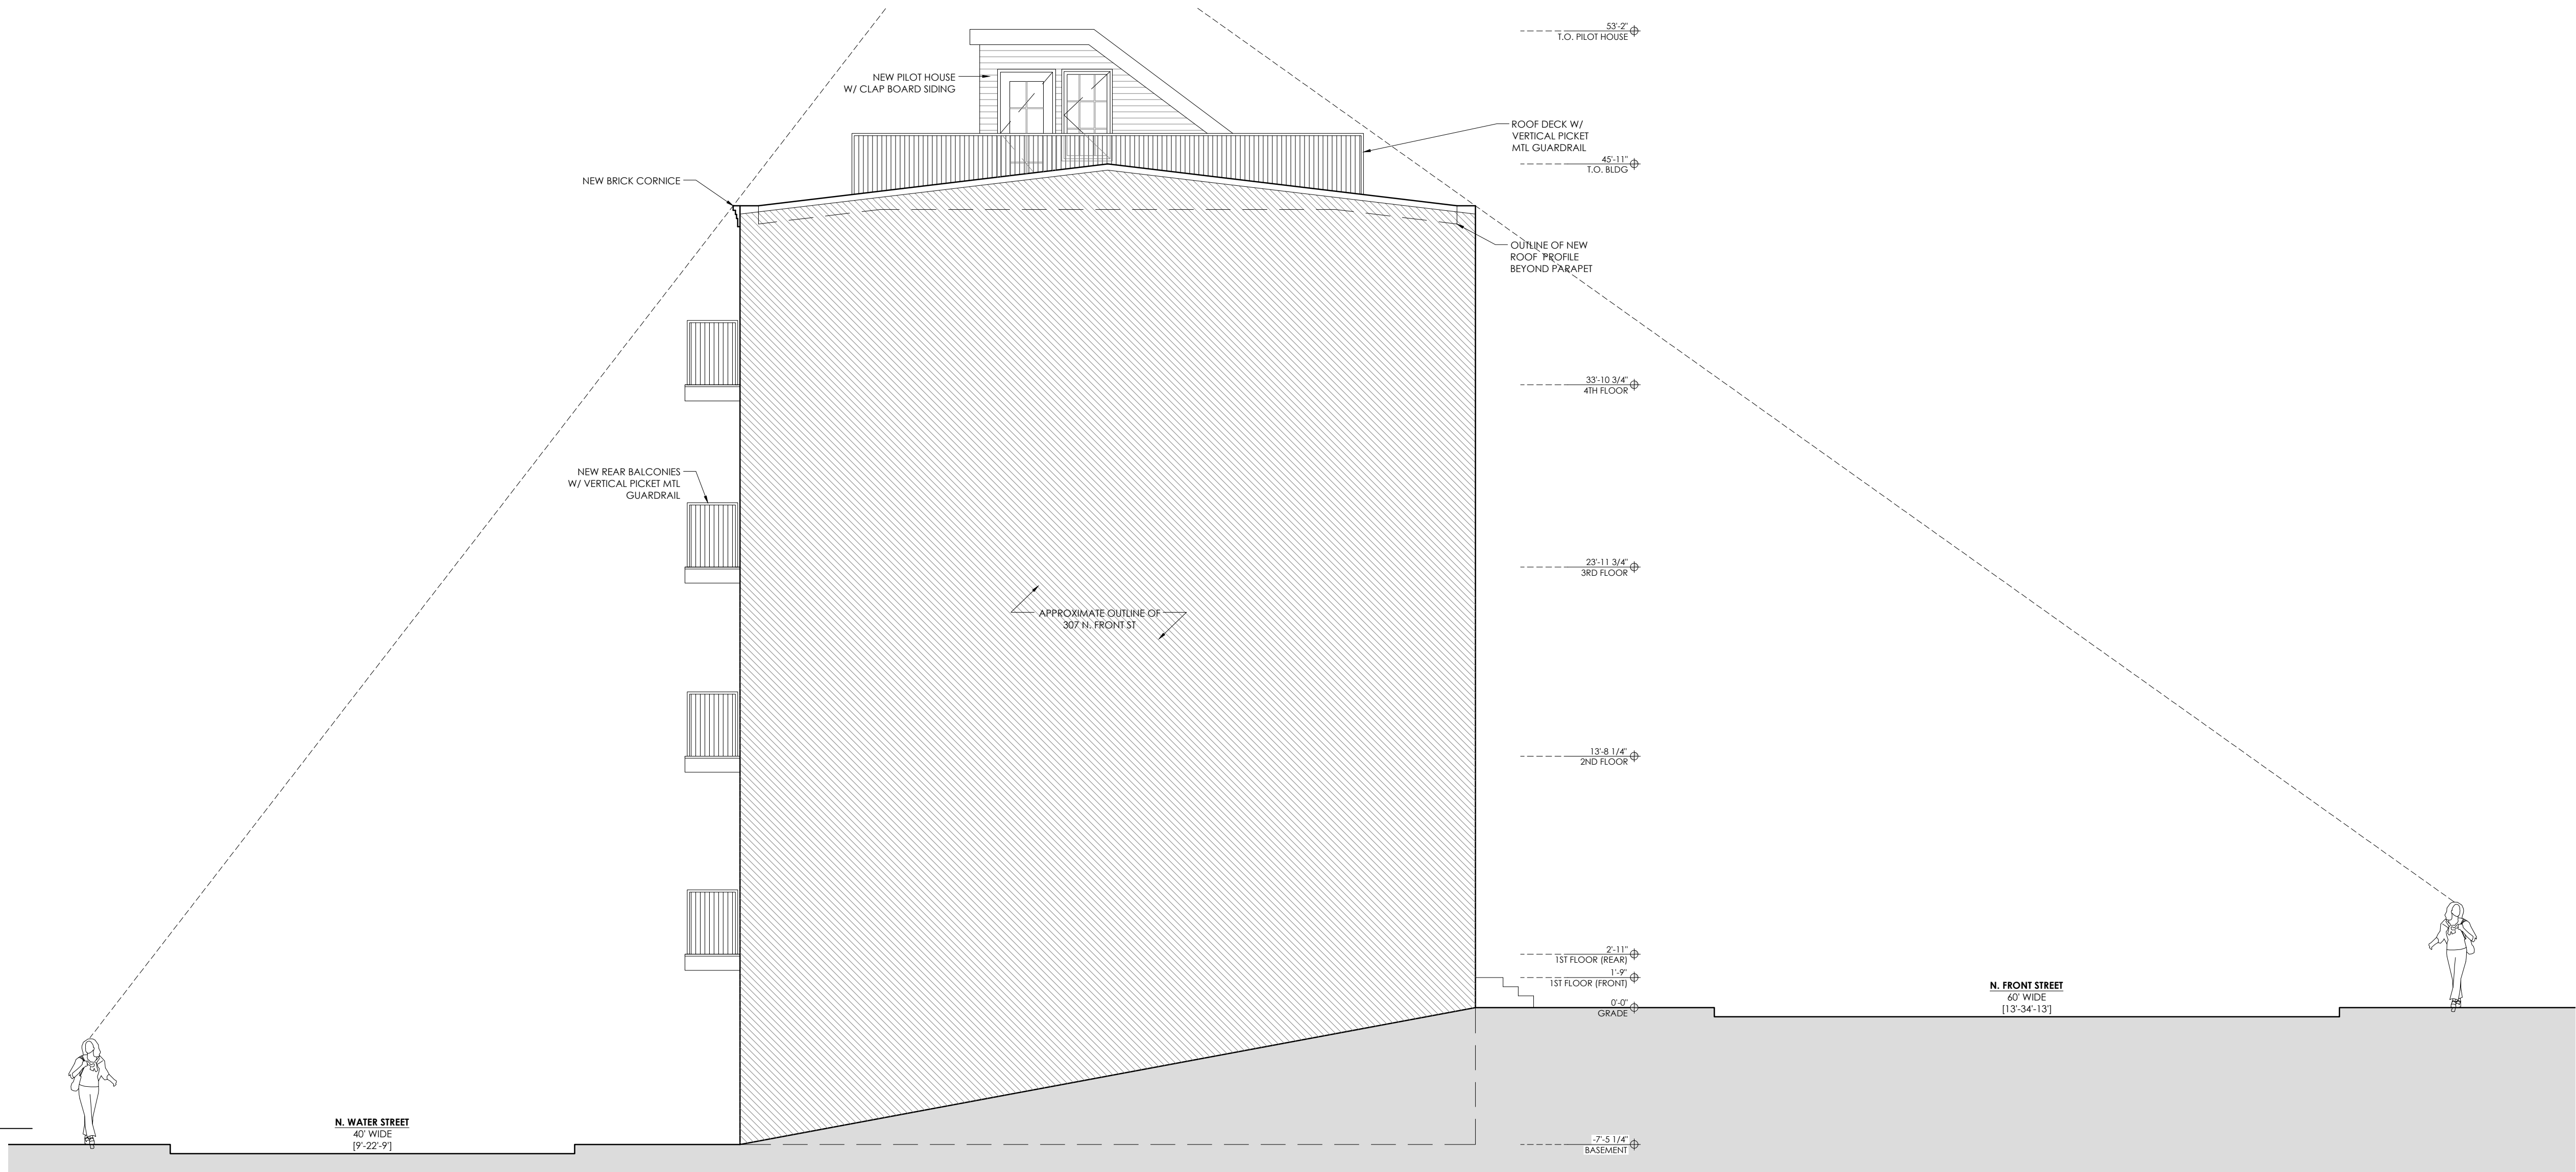 53'-2"
T.O. PILOT HOUSE
NEW PILOT HOUSE
W/ CLAP BOARD SIDING
ROOF DECK W/
VERTICAL PICKET
MTL GUARDRAIL
45'-11"
T.O. BLDG
NEW BRICK CORNICE
OUTLINE OF NEW
ROOF PROFILE
BEYOND PARAPET
33'-10 3/4"
4TH FLOOR
NEW REAR BALCONIES
W/ VERTICAL PICKET MTL
GUARDRAIL
23'-11 3/4"
3RD FLOOR
APPROXIMATE OUTLINE OF
307 N. FRONT ST
13'-8 1/4"
2ND FLOOR
2'-11"
1ST FLOOR (REAR)
1'-9"
1ST FLOOR (FRONT)
0'-0"
GRADE
N. FRONT STREET
60' WIDE
[13'-34'-13']
N. WATER STREET
40' WIDE
[9'-22'-9']
-7'-5 1/4"
BASEMENT